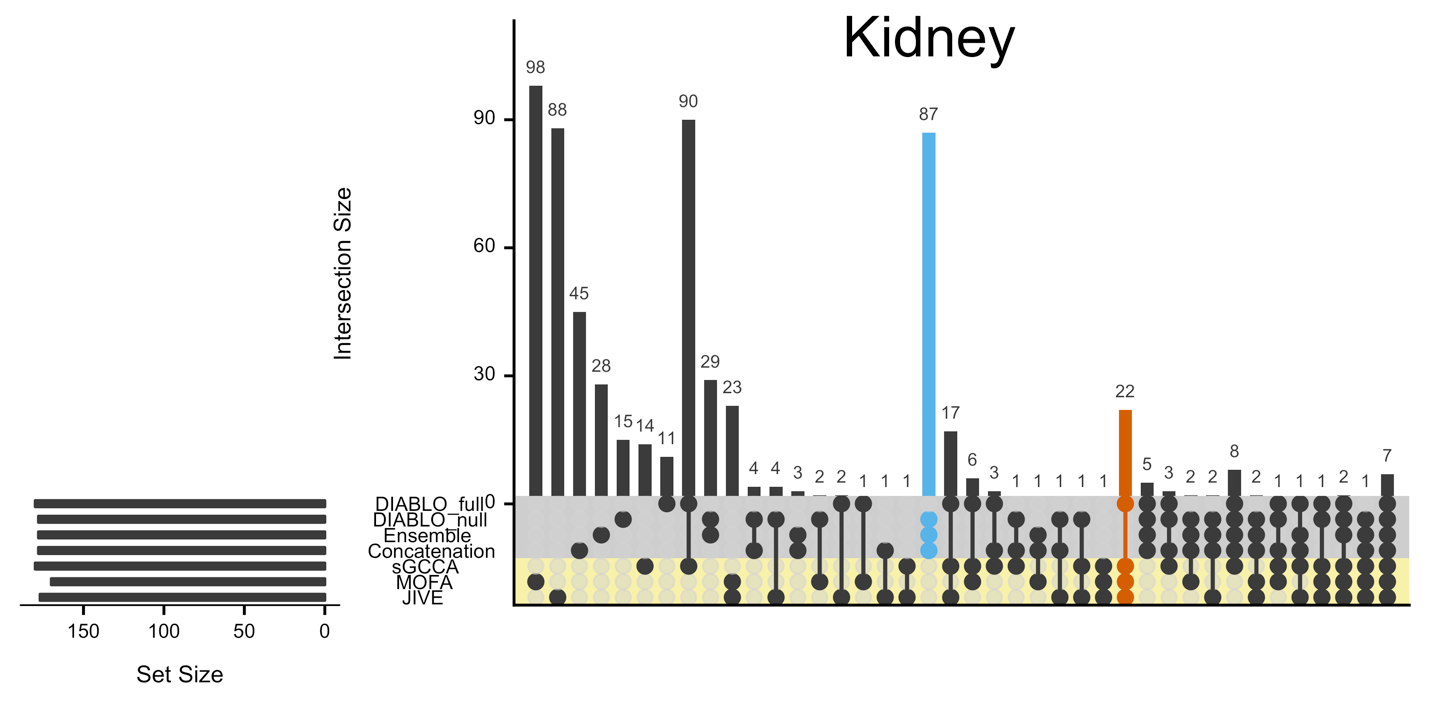 Kidney
Intersection Size
90
60
30
0
98 88 45 28 15 14 11 90 29 23 4 4 3 2 2 1 1 1 87 17 6 3 1 1 1 1 1 22 5 3 2 2 8 2 1 1 1 2 1 7
DIABLO_full
DIABLO_null
Ensemble
Concatenation
sGCCA
MOFA
JIVE
150 100 50 0
Set Size